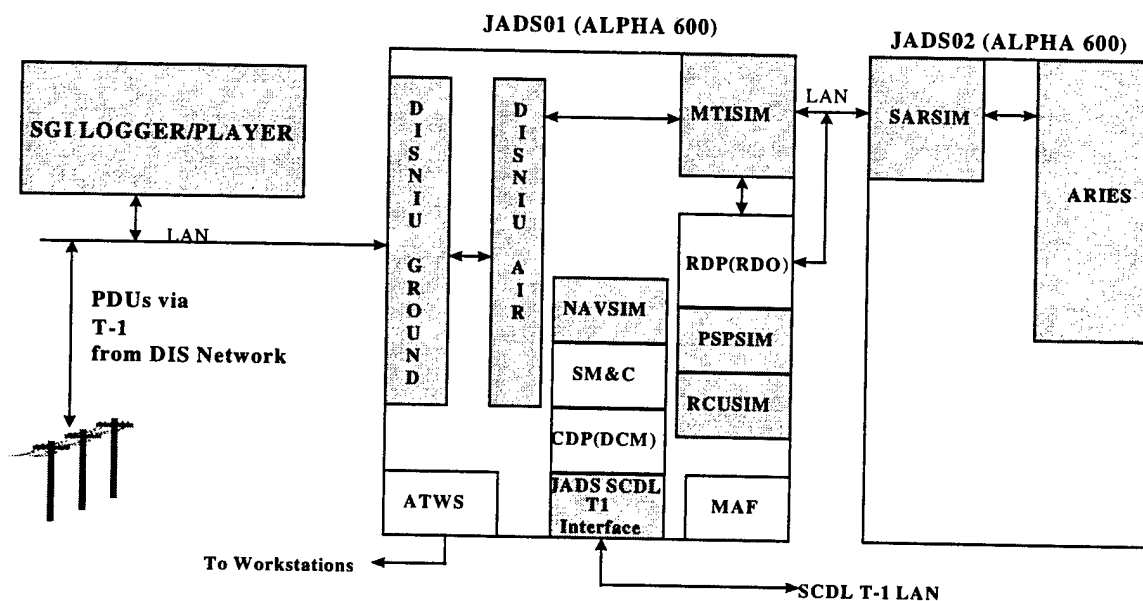 JADS01 (ALPHA 600)
JADS02 (ALPHA 600)
SGI LOGGER/PLAYER
LAN
PDUs via
T-1
from DIS Network
DISNIU GROUND
DISNIU AIR
MTISIM
LAN
SARSIM
ARIES
RDP(RDO)
NAVSIM
PSPSIM
SM&C
RCUSIM
CDP(DCM)
ATWS
JADS SCDL
T1
Interface
MAF
To Workstations
SCDL T-1 LAN